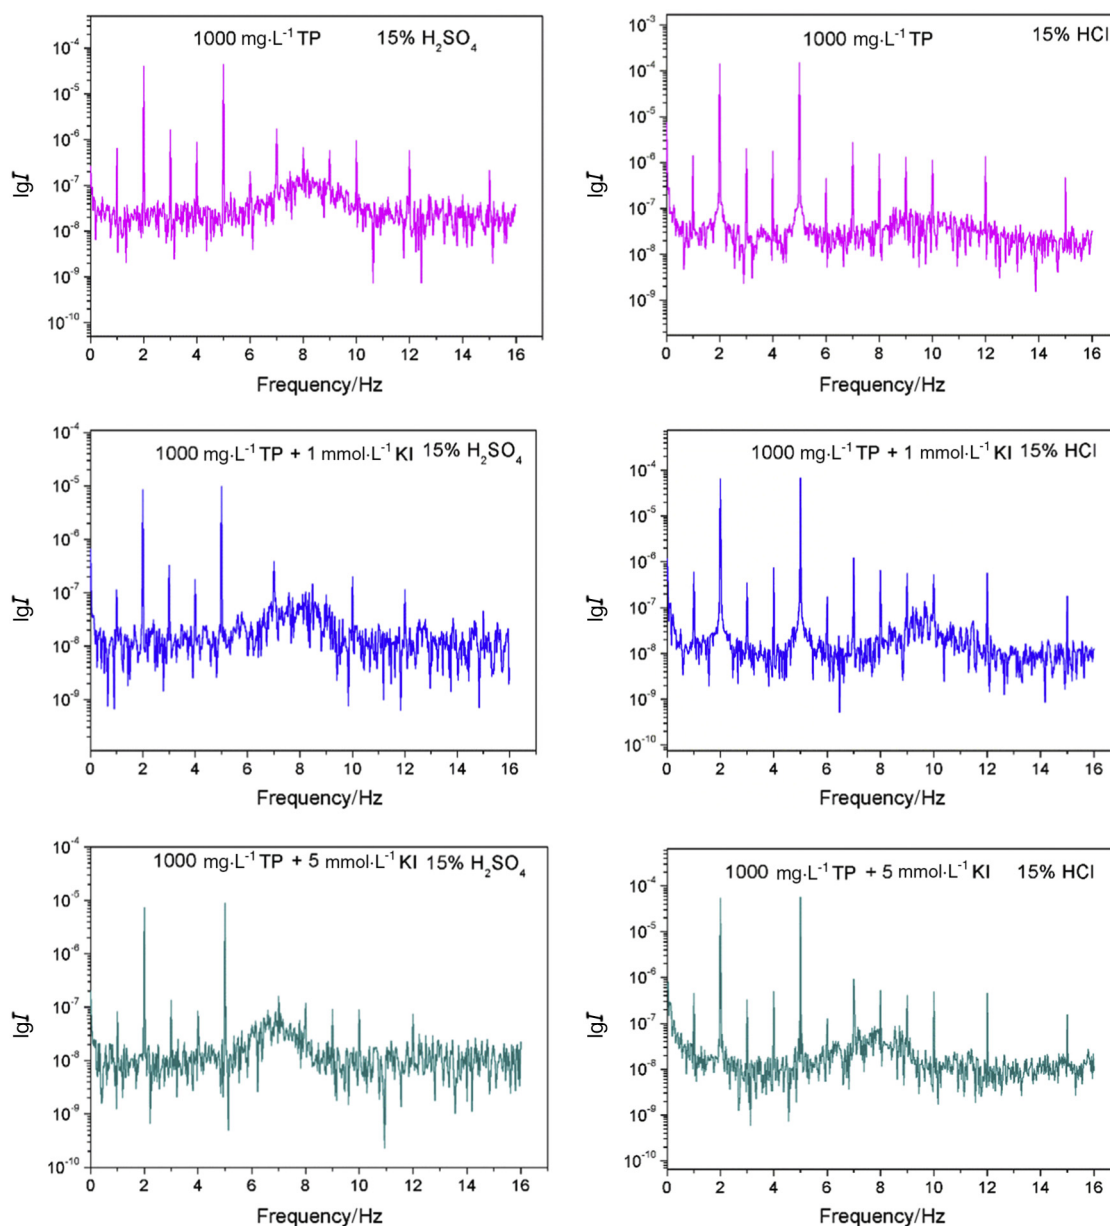 1000 mg·L⁻¹ TP 15% H₂SO₄
10⁻⁴
10⁻⁵
10⁻⁶
10⁻⁷
10⁻⁸
10⁻⁹
10⁻¹⁰
lgI
0 2 4 6 8 10 12 14 16
Frequency/Hz
1000 mg·L⁻¹ TP 15% HCl
10⁻³
10⁻⁴
10⁻⁵
10⁻⁶
10⁻⁷
10⁻⁸
10⁻⁹
lgI
0 2 4 6 8 10 12 14 16
Frequency/Hz
1000 mg·L⁻¹ TP + 1 mmol·L⁻¹ KI 15% H₂SO₄
10⁻⁴
10⁻⁵
10⁻⁶
10⁻⁷
10⁻⁸
10⁻⁹
lgI
0 2 4 6 8 10 12 14 16
Frequency/Hz
1000 mg·L⁻¹ TP + 1 mmol·L⁻¹ KI 15% HCl
10⁻⁴
10⁻⁵
10⁻⁶
10⁻⁷
10⁻⁸
10⁻⁹
10⁻¹⁰
lgI
0 2 4 6 8 10 12 14 16
Frequency/Hz
1000 mg·L⁻¹ TP + 5 mmol·L⁻¹ KI 15% H₂SO₄
10⁻⁴
10⁻⁵
10⁻⁶
10⁻⁷
10⁻⁸
10⁻⁹
10⁻¹⁰
lgI
0 2 4 6 8 10 12 14 16
Frequency/Hz
1000 mg·L⁻¹ TP + 5 mmol·L⁻¹ KI 15% HCl
10⁻⁴
10⁻⁵
10⁻⁶
10⁻⁷
10⁻⁸
10⁻⁹
10⁻¹⁰
lgI
0 2 4 6 8 10 12 14 16
Frequency/Hz